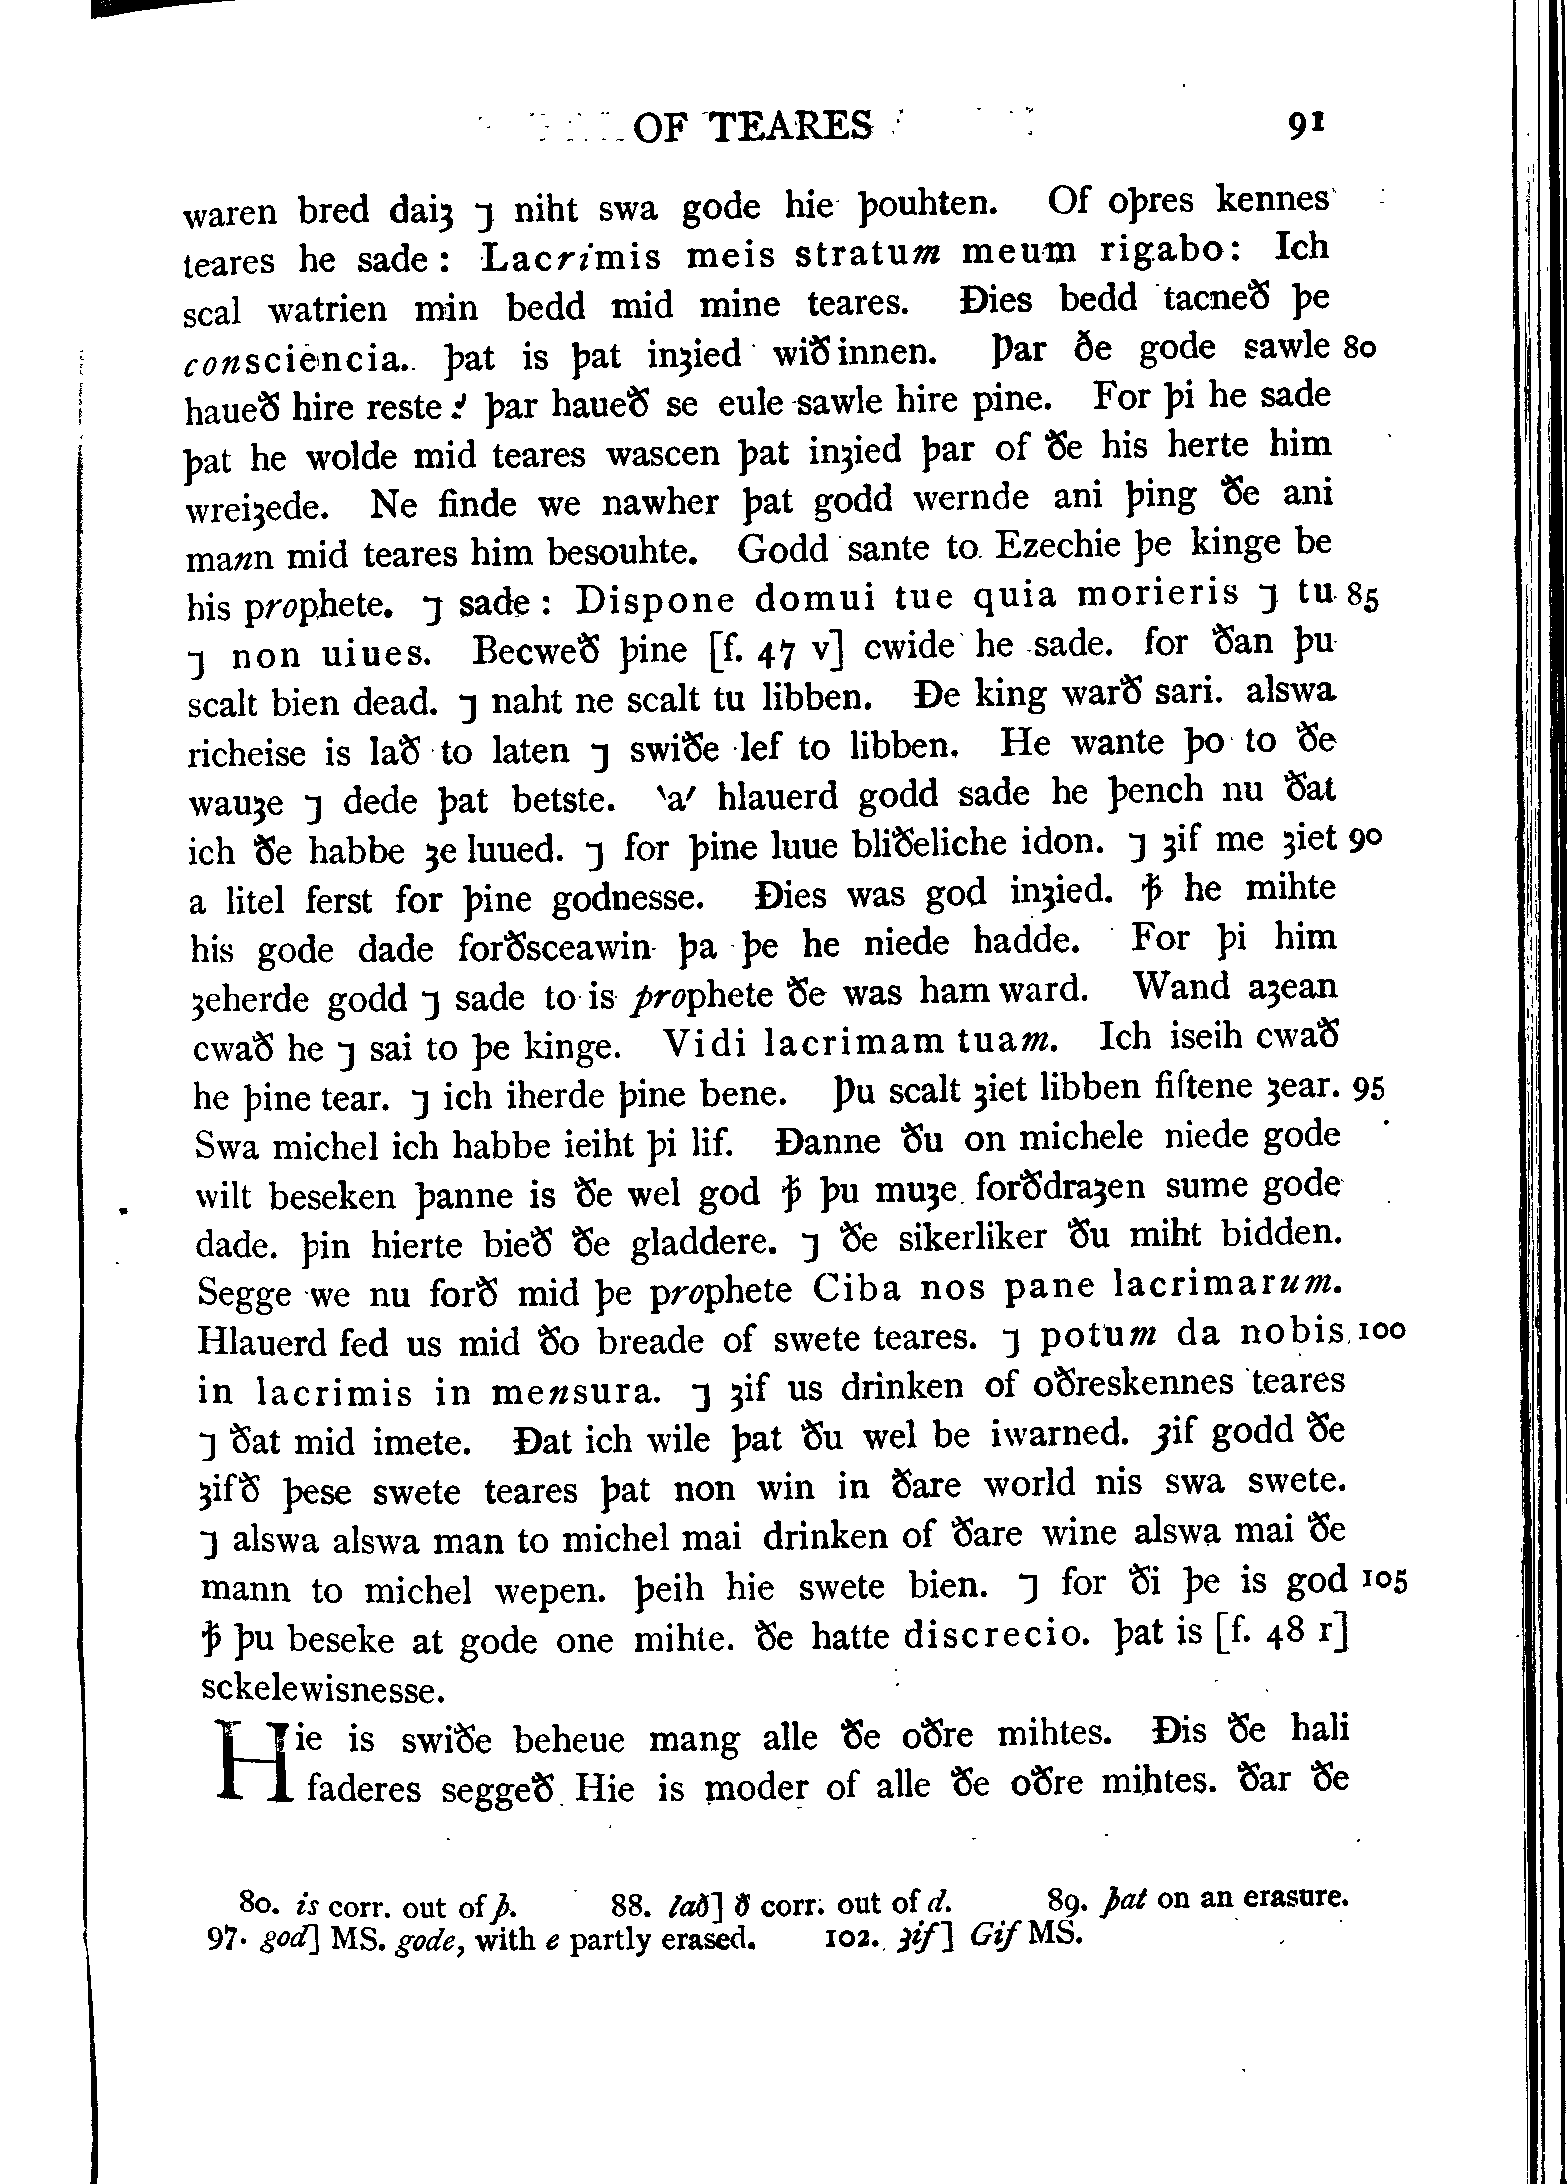 OF TEARES 91
waren bred daiȝ ⁊ niht swa gode hie þouhten. Of oþres kennes
teares he sade : Lacrimis meis stratum meum rigabo: Ich
scal watrien min bedd mid mine teares. Ðies bedd tacneð þe
consciencia. þat is þat inȝied wið innen. Þar ðe gode sawle 80
haueð hire reste : þar haueð se eule sawle hire pine. For þi he sade
þat he wolde mid teares wascen þat inȝied þar of ðe his herte him
wreiȝede. Ne finde we nawher þat godd wernde ani þing ðe ani
mann mid teares him besouhte. Godd sante to Ezechie þe kinge be
his prophete. ⁊ sade : Dispone domui tue quia morieris ⁊ tu 85
⁊ non uiues. Becweð þine [f. 47 v] cwide he sade. for ðan þu
scalt bien dead. ⁊ naht ne scalt tu libben. Ðe king warð sari. alswa
richeise is lað to laten ⁊ swiðe lef to libben. He wante þo to ðe
wauȝe ⁊ dede þat betste. ‵a′ hlauerd godd sade he þench nu ðat
ich ðe habbe ȝe luued. ⁊ for þine luue bliðeliche idon. ⁊ ȝif me ȝiet 90
a litel ferst for þine godnesse. Ðies was god inȝied. ꝥ he mihte
his gode dade forðsceawin þa þe he niede hadde. For þi him
ȝeherde godd ⁊ sade to is prophete ðe was ham ward. Wand aȝean
cwað he ⁊ sai to þe kinge. Vidi lacrimam tuam. Ich iseih cwað
he þine tear. ⁊ ich iherde þine bene. Þu scalt ȝiet libben fiftene ȝear. 95
Swa michel ich habbe ieiht þi lif. Ðanne ðu on michele niede gode
wilt beseken þanne is ðe wel god ꝥ þu muȝe forðdraȝen sume gode
dade. þin hierte bieð ðe gladdere. ⁊ ðe sikerliker ðu miht bidden.
Segge we nu forð mid þe prophete Ciba nos pane lacrimarum.
Hlauerd fed us mid ðo breade of swete teares. ⁊ potum da nobis 100
in lacrimis in mensura. ⁊ ȝif us drinken of oðreskennes teares
⁊ ðat mid imete. Ðat ich wile þat ðu wel be iwarned. ȝif godd ðe
ȝifð þese swete teares þat non win in ðare world nis swa swete.
⁊ alswa alswa man to michel mai drinken of ðare wine alswa mai ðe
mann to michel wepen. þeih hie swete bien. ⁊ for ði þe is god 105
ꝥ þu beseke at gode one mihte. ðe hatte discrecio. þat is [f. 48 r]
sckelewisnesse.
Hie is swiðe beheue mang alle ðe oðre mihtes. Ðis ðe hali
faderes seggeð Hie is moder of alle ðe oðre mihtes. ðar ðe
80. is corr. out of þ. 88. lað] ð corr. out of d. 89. þat on an erasure.
97. god] MS. gode, with e partly erased. 102. ȝif] Gif MS.